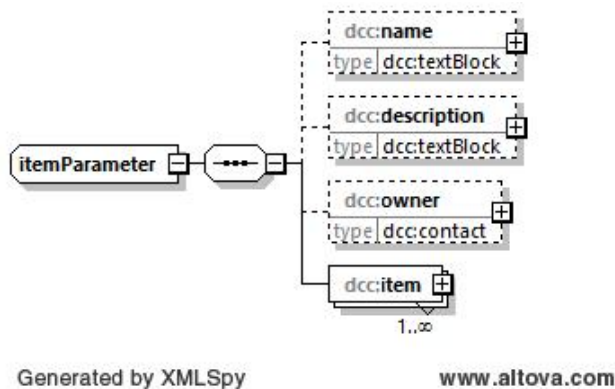 dcc:name
type dcc:textBlock
dcc:description
type dcc:textBlock
itemParameter
dcc:owner
type dcc:contact
dcc:item
1..∞
Generated by XMLSpy www.altova.com